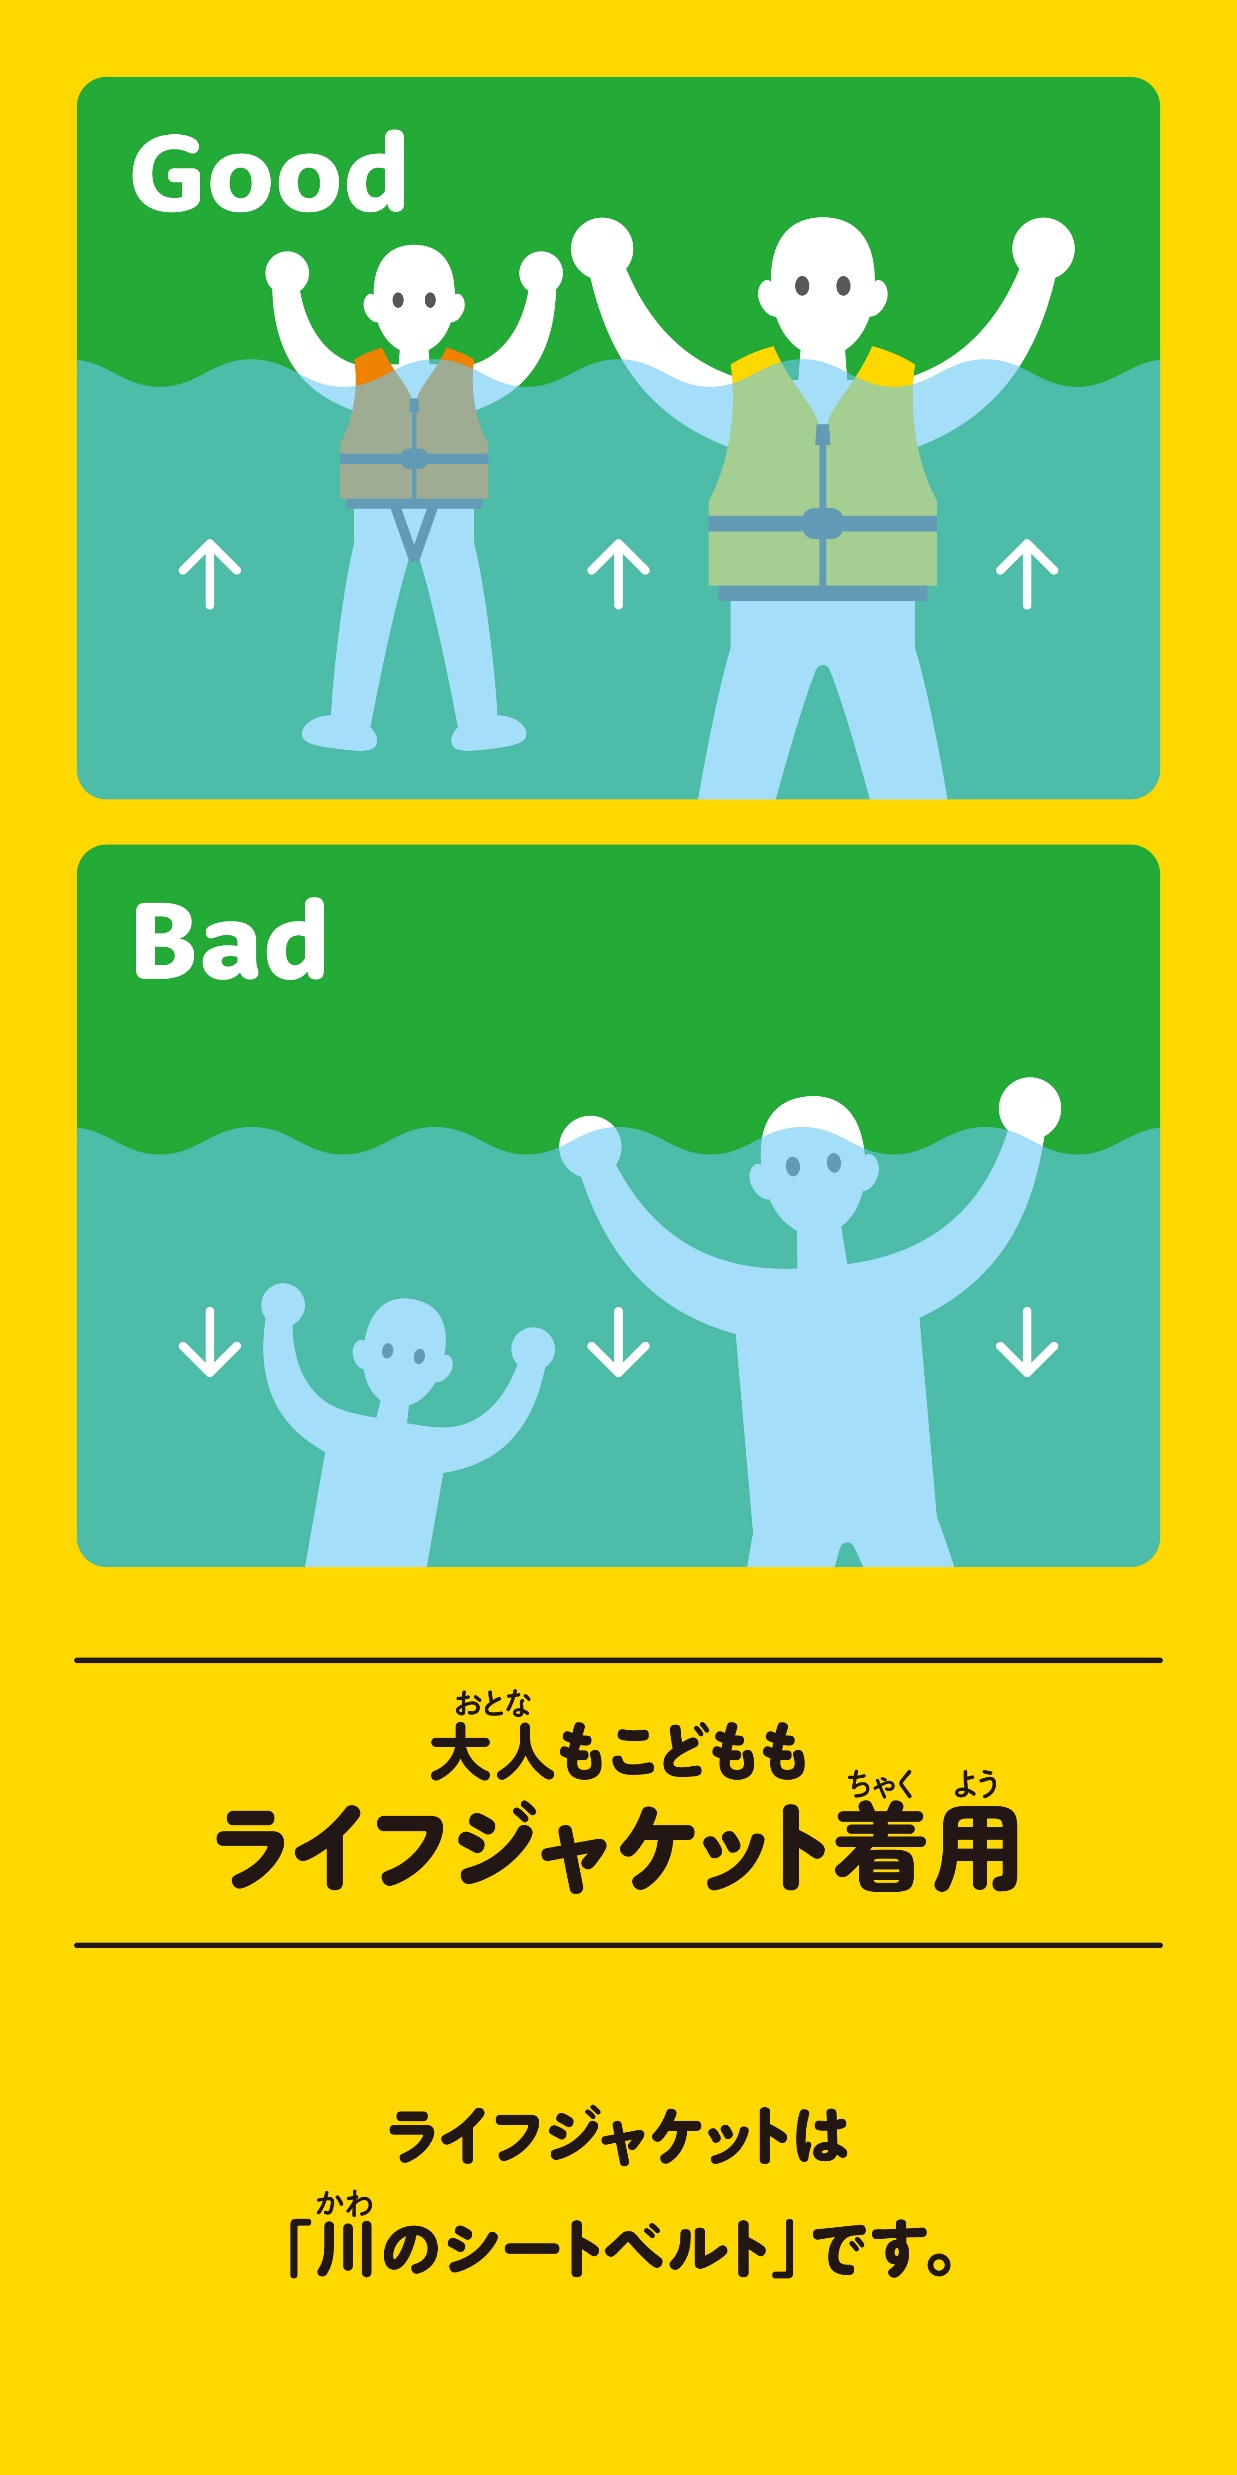 Good
Bad
おとな
大人もこどもも
ちゃく よう
ライフジャケット着用
ライフジャケットは
かわ
「川のシートベルト」です。